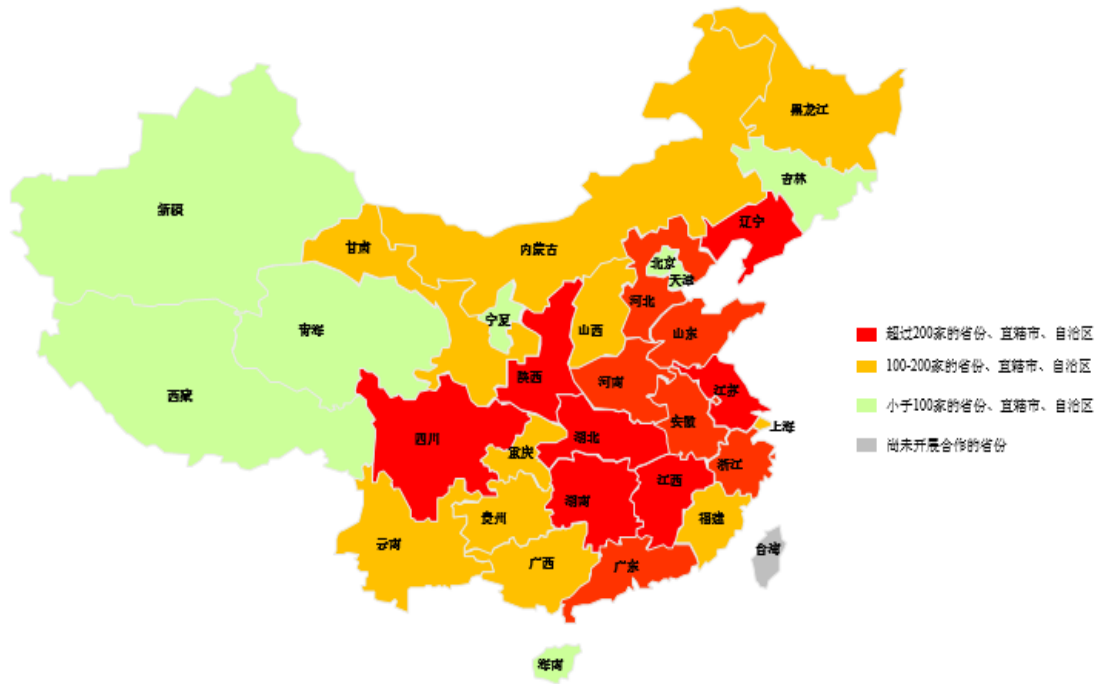 黑龙江
吉林
新疆
辽宁
甘肃
内蒙古
北京
天津
河北
宁夏
青海
山西
山东
陕西
河南
西藏
江苏
安徽
上海
四川
重庆
湖北
浙江
江西
湖南
贵州
福建
云南
广西
广东
台湾
海南
超过200家的省份、直辖市、自治区
100-200家的省份、直辖市、自治区
小于100家的省份、直辖市、自治区
尚未开展合作的省份